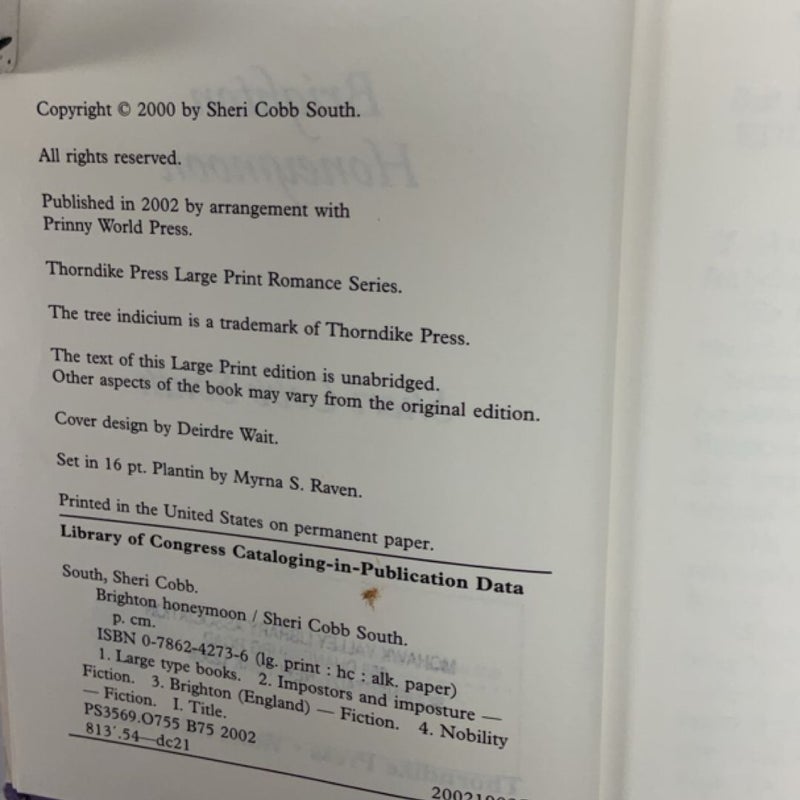 Copyright © 2000 by Sheri Cobb South.
All rights reserved.
Published in 2002 by arrangement with
Prinny World Press.
Thorndike Press Large Print Romance Series.
The tree indicium is a trademark of Thorndike Press.
The text of this Large Print edition is unabridged.
Other aspects of the book may vary from the original edition.
Cover design by Deirdre Wait.
Set in 16 pt. Plantin by Myrna S. Raven.
Printed in the United States on permanent paper.
Library of Congress Cataloging-in-Publication Data
South, Sheri Cobb.
Brighton honeymoon / Sheri Cobb South.
p. cm.
ISBN 0-7862-4273-6 (lg. print : hc : alk. paper)
1. Large type books. 2. Impostors and imposture —
Fiction. 3. Brighton (England) — Fiction. 4. Nobility
— Fiction. I. Title.
PS3569.O755 B75 2002
813'.54—dc21